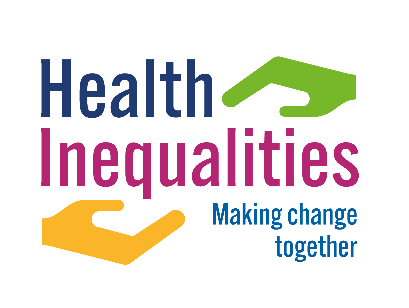 Health
Inequalities
Making change
together